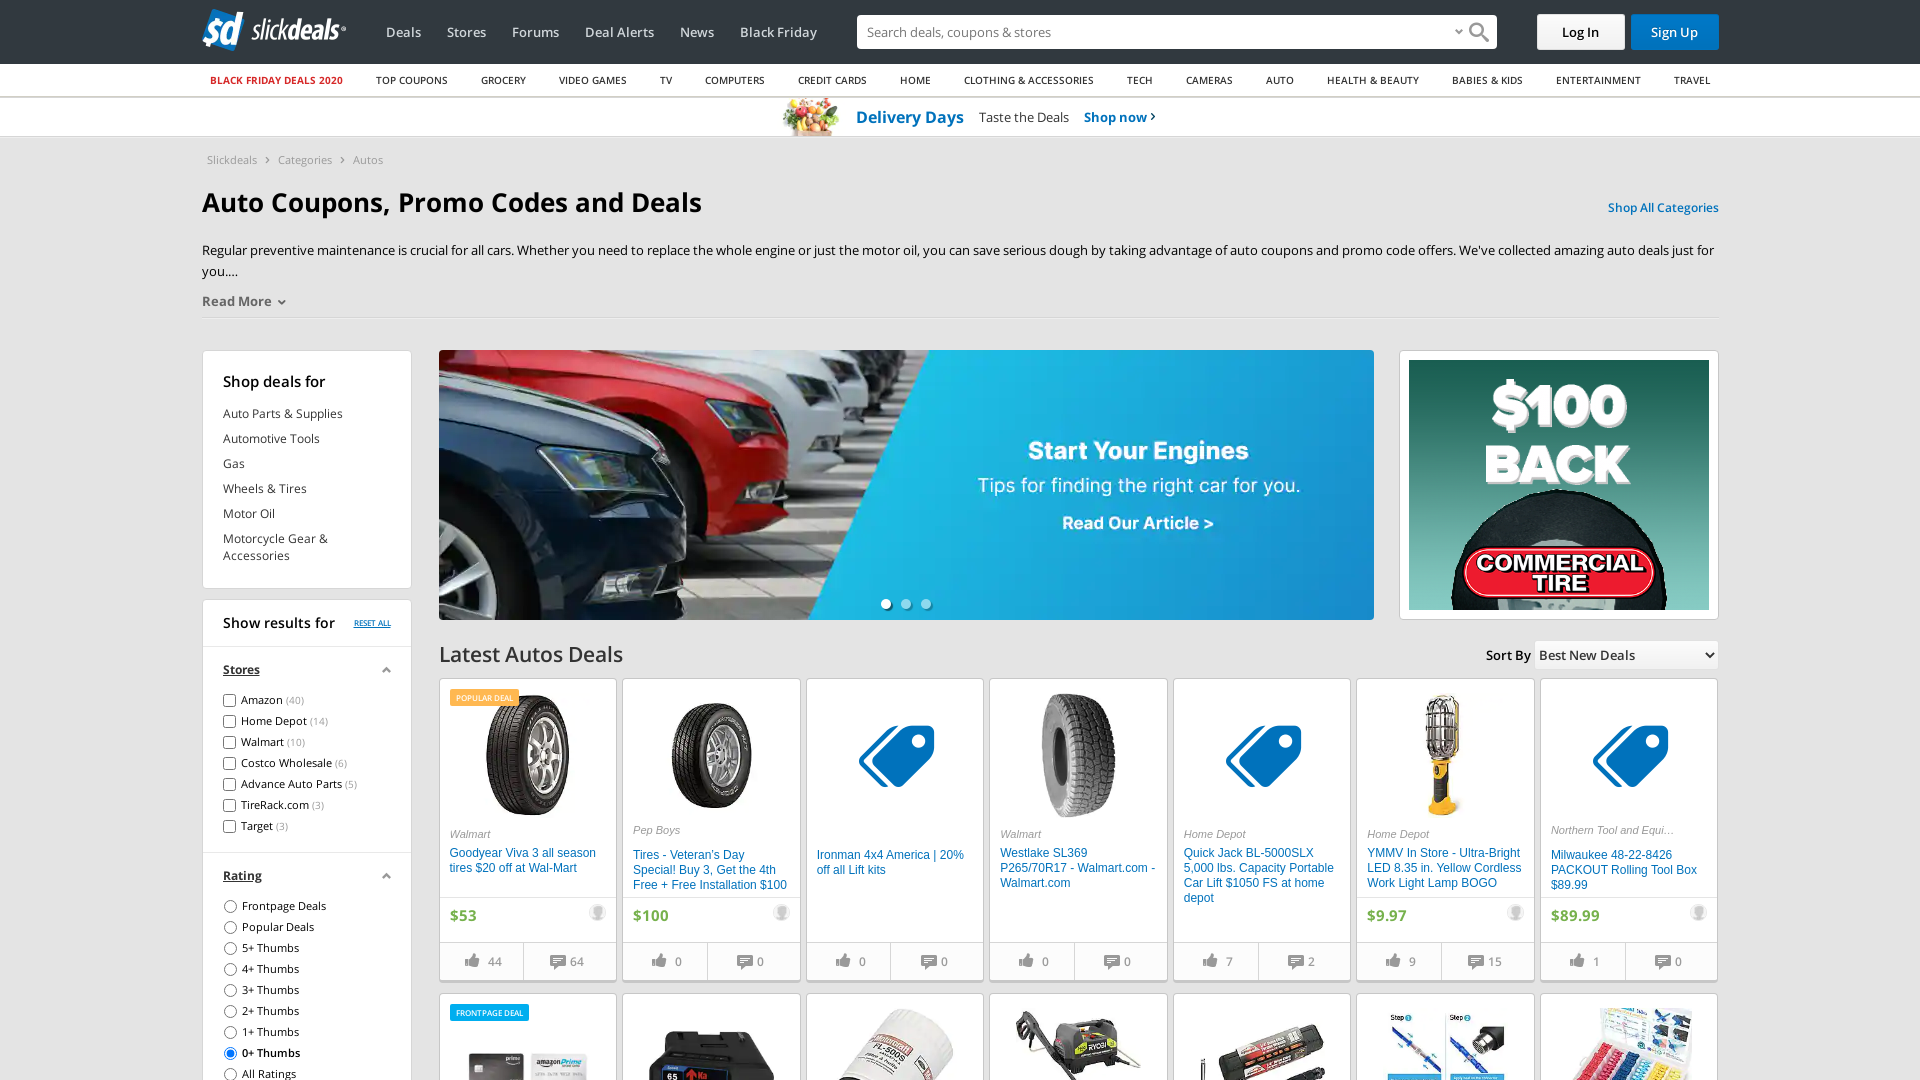 sd slickdeals
Deals
Stores
Forums
Deal Alerts
News
Black Friday
Search deals, coupons & stores
Log In
Sign Up
BLACK FRIDAY DEALS 2020
TOP COUPONS
GROCERY
VIDEO GAMES
TV
COMPUTERS
CREDIT CARDS
HOME
CLOTHING & ACCESSORIES
TECH
CAMERAS
AUTO
HEALTH & BEAUTY
BABIES & KIDS
ENTERTAINMENT
TRAVEL
Delivery Days Taste the Deals Shop now
Slickdeals
Categories
Autos
Auto Coupons, Promo Codes and Deals
Shop All Categories
Regular preventive maintenance is crucial for all cars. Whether you need to replace the whole engine or just the motor oil, you can save serious dough by taking advantage of auto coupons and promo code offers. We've collected amazing auto deals just for
you.…
Read More
Shop deals for
Auto Parts & Supplies
Automotive Tools
Gas
Wheels & Tires
Motor Oil
Motorcycle Gear &
Accessories
Show results for
RESET ALL
Stores
Amazon (40)
Home Depot (14)
Walmart (10)
Costco Wholesale (6)
Advance Auto Parts (5)
TireRack.com (3)
Target (3)
Rating
Frontpage Deals
Popular Deals
5+ Thumbs
4+ Thumbs
3+ Thumbs
2+ Thumbs
1+ Thumbs
0+ Thumbs
All Ratings
Start Your Engines
Tips for finding the right car for you.
Read Our Article >
$100
BACK
COMMERCIAL
TIRE
Latest Autos Deals
Sort By
Best New Deals
POPULAR DEAL
Walmart
Goodyear Viva 3 all season
tires $20 off at Wal-Mart
$53
44
64
Pep Boys
Tires - Veteran's Day
Special! Buy 3, Get the 4th
Free + Free Installation $100
$100
0
0
Ironman 4x4 America | 20%
off all Lift kits
0
0
Walmart
Westlake SL369
P265/70R17 - Walmart.com -
Walmart.com
0
0
Home Depot
Quick Jack BL-5000SLX
5,000 lbs. Capacity Portable
Car Lift $1050 FS at home
depot
7
2
Home Depot
YMMV In Store - Ultra-Bright
LED 8.35 in. Yellow Cordless
Work Light Lamp BOGO
$9.97
9
15
Northern Tool and Equi…
Milwaukee 48-22-8426
PACKOUT Rolling Tool Box
$89.99
$89.99
1
0
FRONTPAGE DEAL
prime
amazonPrime
65
Ka
FL-500S
RYOBI
Step 1
Step 2